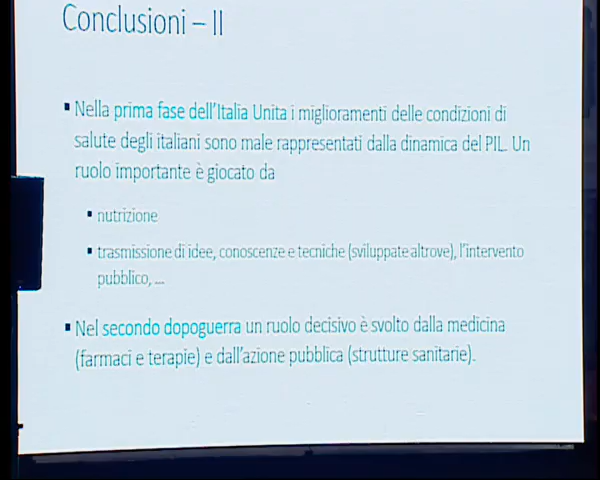 Conclusioni – II
▪ Nella prima fase dell'Italia Unita i miglioramenti delle condizioni di
salute degli italiani sono male rappresentati dalla dinamica del PIL. Un
ruolo importante è giocato da
▪ nutrizione
▪ trasmissione di idee, conoscenze e tecniche (sviluppate altrove), l'intervento
pubblico, ...
▪ Nel secondo dopoguerra un ruolo decisivo è svolto dalla medicina
(farmaci e terapie) e dall'azione pubblica (strutture sanitarie).